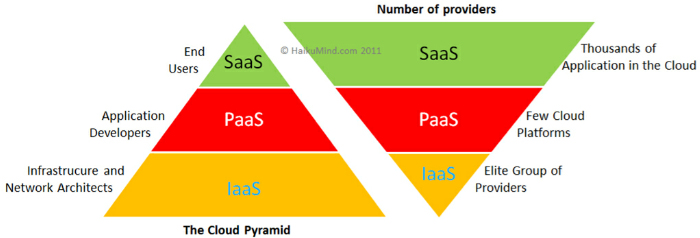 Number of providers
End
Users
SaaS
© HaikuMind.com 2011
SaaS
Thousands of
Application in the Cloud
Application
Developers
PaaS
PaaS
Few Cloud
Platforms
Infrastrucure and
Network Architects
IaaS
IaaS
Elite Group of
Providers
The Cloud Pyramid